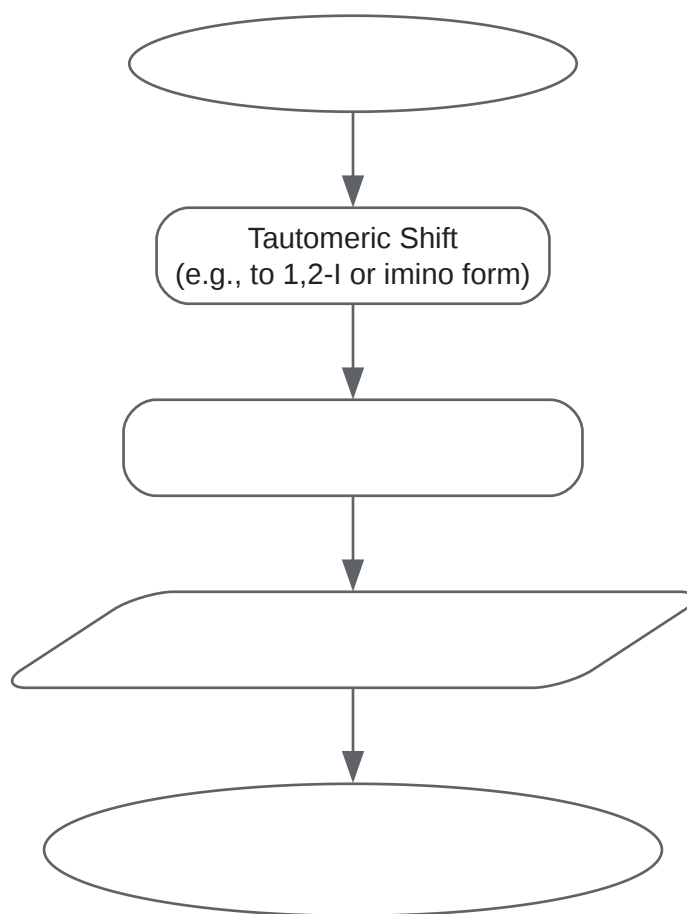 Tautomeric Shift
(e.g., to 1,2-I or imino form)